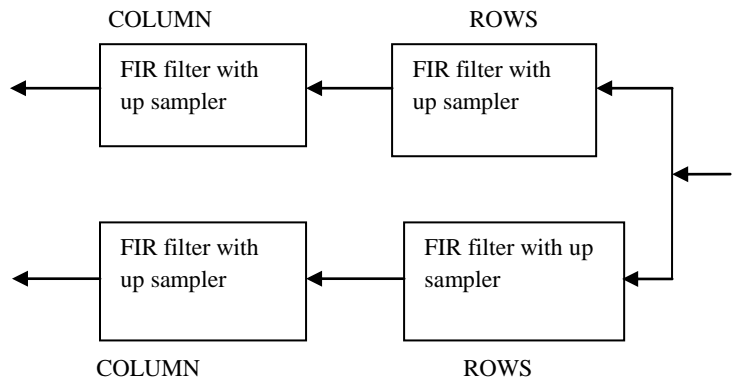 COLUMN
ROWS
FIR filter with
up sampler
FIR filter with
up sampler
FIR filter with
up sampler
FIR filter with up
sampler
COLUMN
ROWS